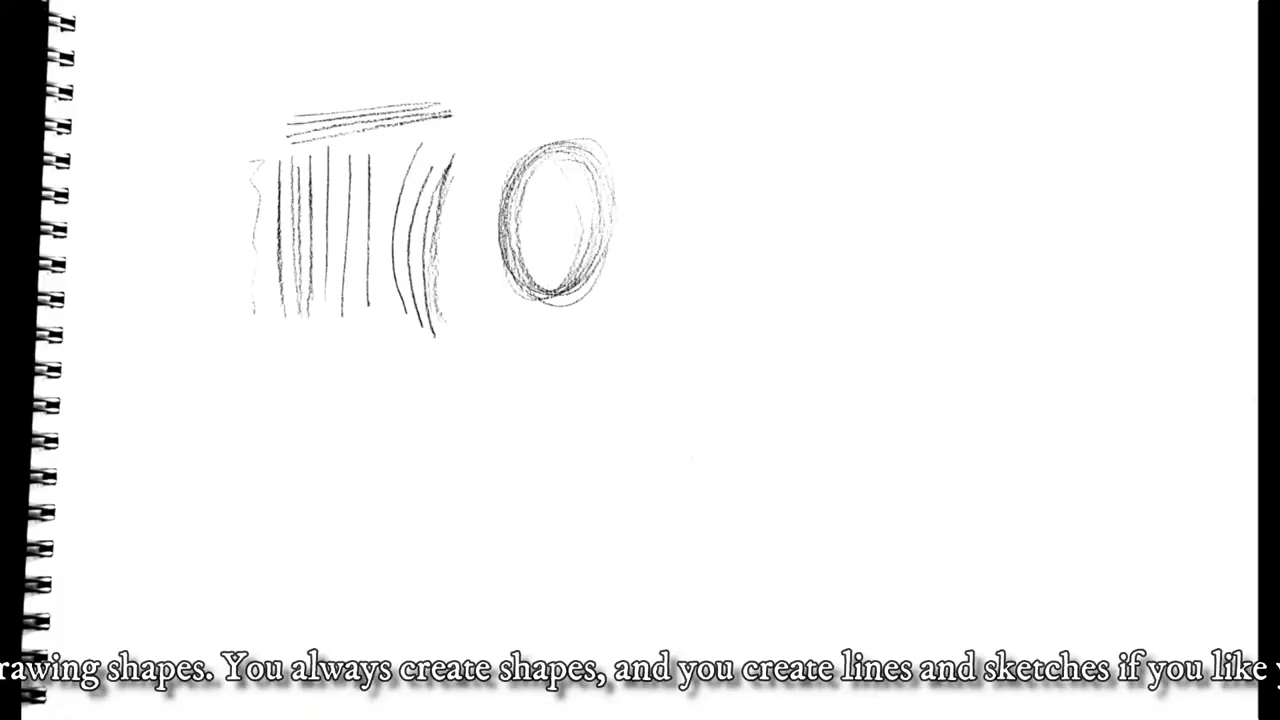 rawing shapes. You always create shapes, and you create lines and sketches if you like